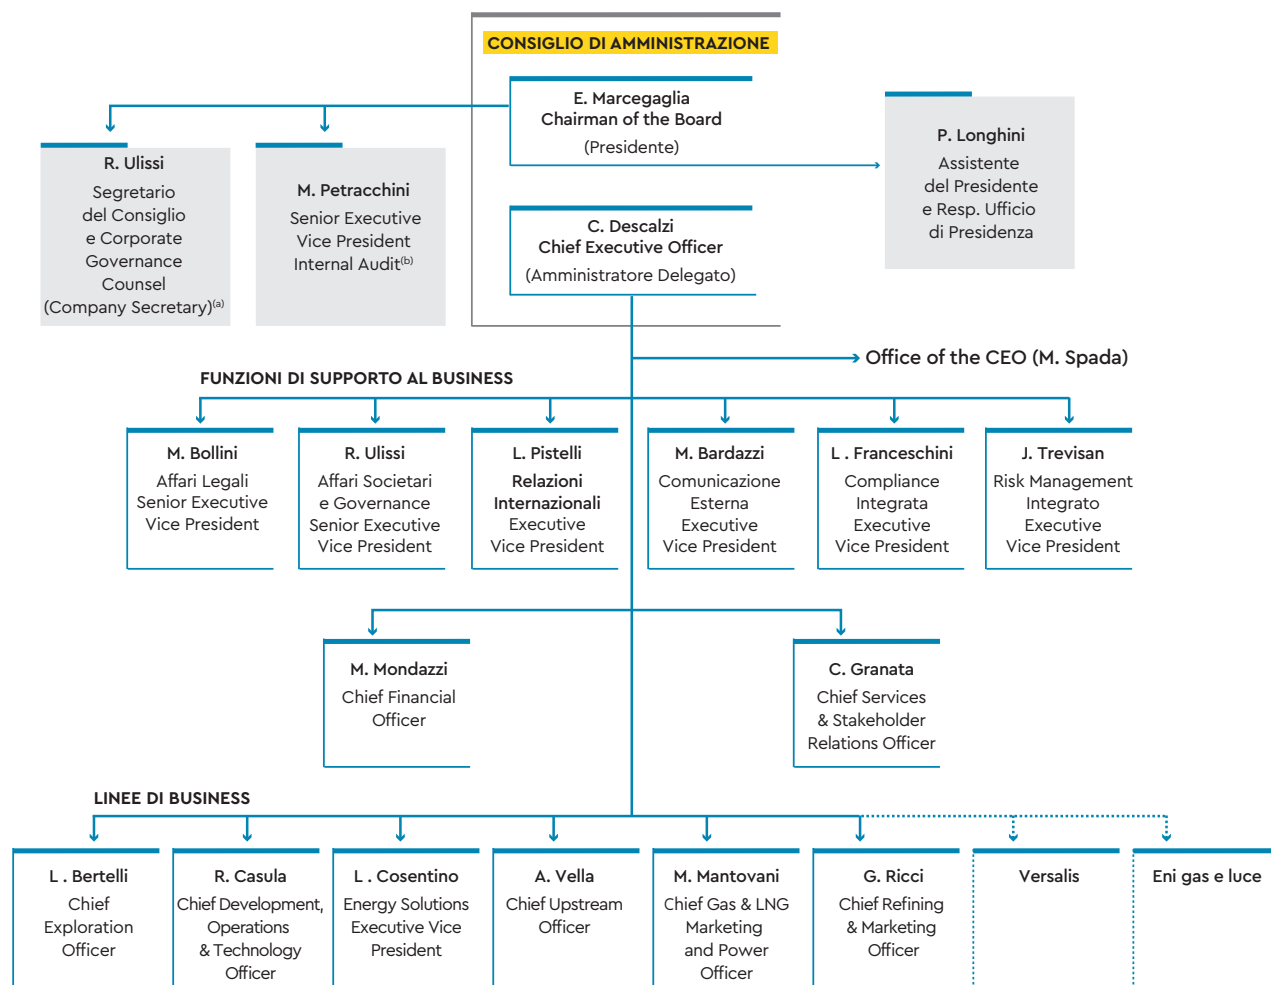 CONSIGLIO DI AMMINISTRAZIONE
E. Marcegaglia
Chairman of the Board
(Presidente)
P. Longhini
Assistente
del Presidente
e Resp. Ufficio
di Presidenza
R. Ulissi
Segretario
del Consiglio
e Corporate
Governance
Counsel
(Company Secretary)(a)
M. Petracchini
Senior Executive
Vice President
Internal Audit(b)
C. Descalzi
Chief Executive Officer
(Amministratore Delegato)
Office of the CEO (M. Spada)
FUNZIONI DI SUPPORTO AL BUSINESS
M. Bollini
Affari Legali
Senior Executive
Vice President
R. Ulissi
Affari Societari
e Governance
Senior Executive
Vice President
L. Pistelli
Relazioni
Internazionali
Executive
Vice President
M. Bardazzi
Comunicazione
Esterna
Executive
Vice President
L . Franceschini
Compliance
Integrata
Executive
Vice President
J. Trevisan
Risk Management
Integrato
Executive
Vice President
M. Mondazzi
Chief Financial
Officer
C. Granata
Chief Services
& Stakeholder
Relations Officer
LINEE DI BUSINESS
L . Bertelli
Chief
Exploration
Officer
R. Casula
Chief Development,
Operations
& Technology
Officer
L . Cosentino
Energy Solutions
Executive Vice
President
A. Vella
Chief Upstream
Officer
M. Mantovani
Chief Gas & LNG
Marketing
and Power
Officer
G. Ricci
Chief Refining
& Marketing
Officer
Versalis
Eni gas e luce